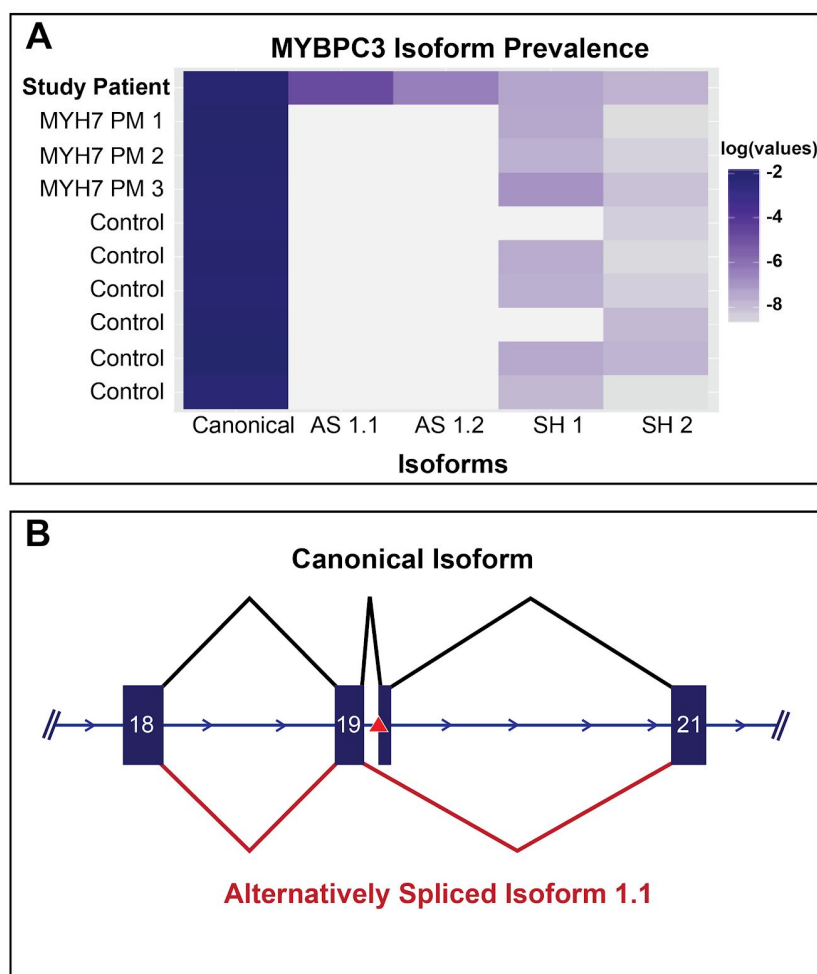 A
MYBPC3 Isoform Prevalence
Study Patient
MYH7 PM 1
MYH7 PM 2
MYH7 PM 3
Control
Control
Control
Control
Control
Control
log(values)
-2
-4
-6
-8
Canonical AS 1.1 AS 1.2 SH 1 SH 2
Isoforms
B
Canonical Isoform
18 19 21
Alternatively Spliced Isoform 1.1